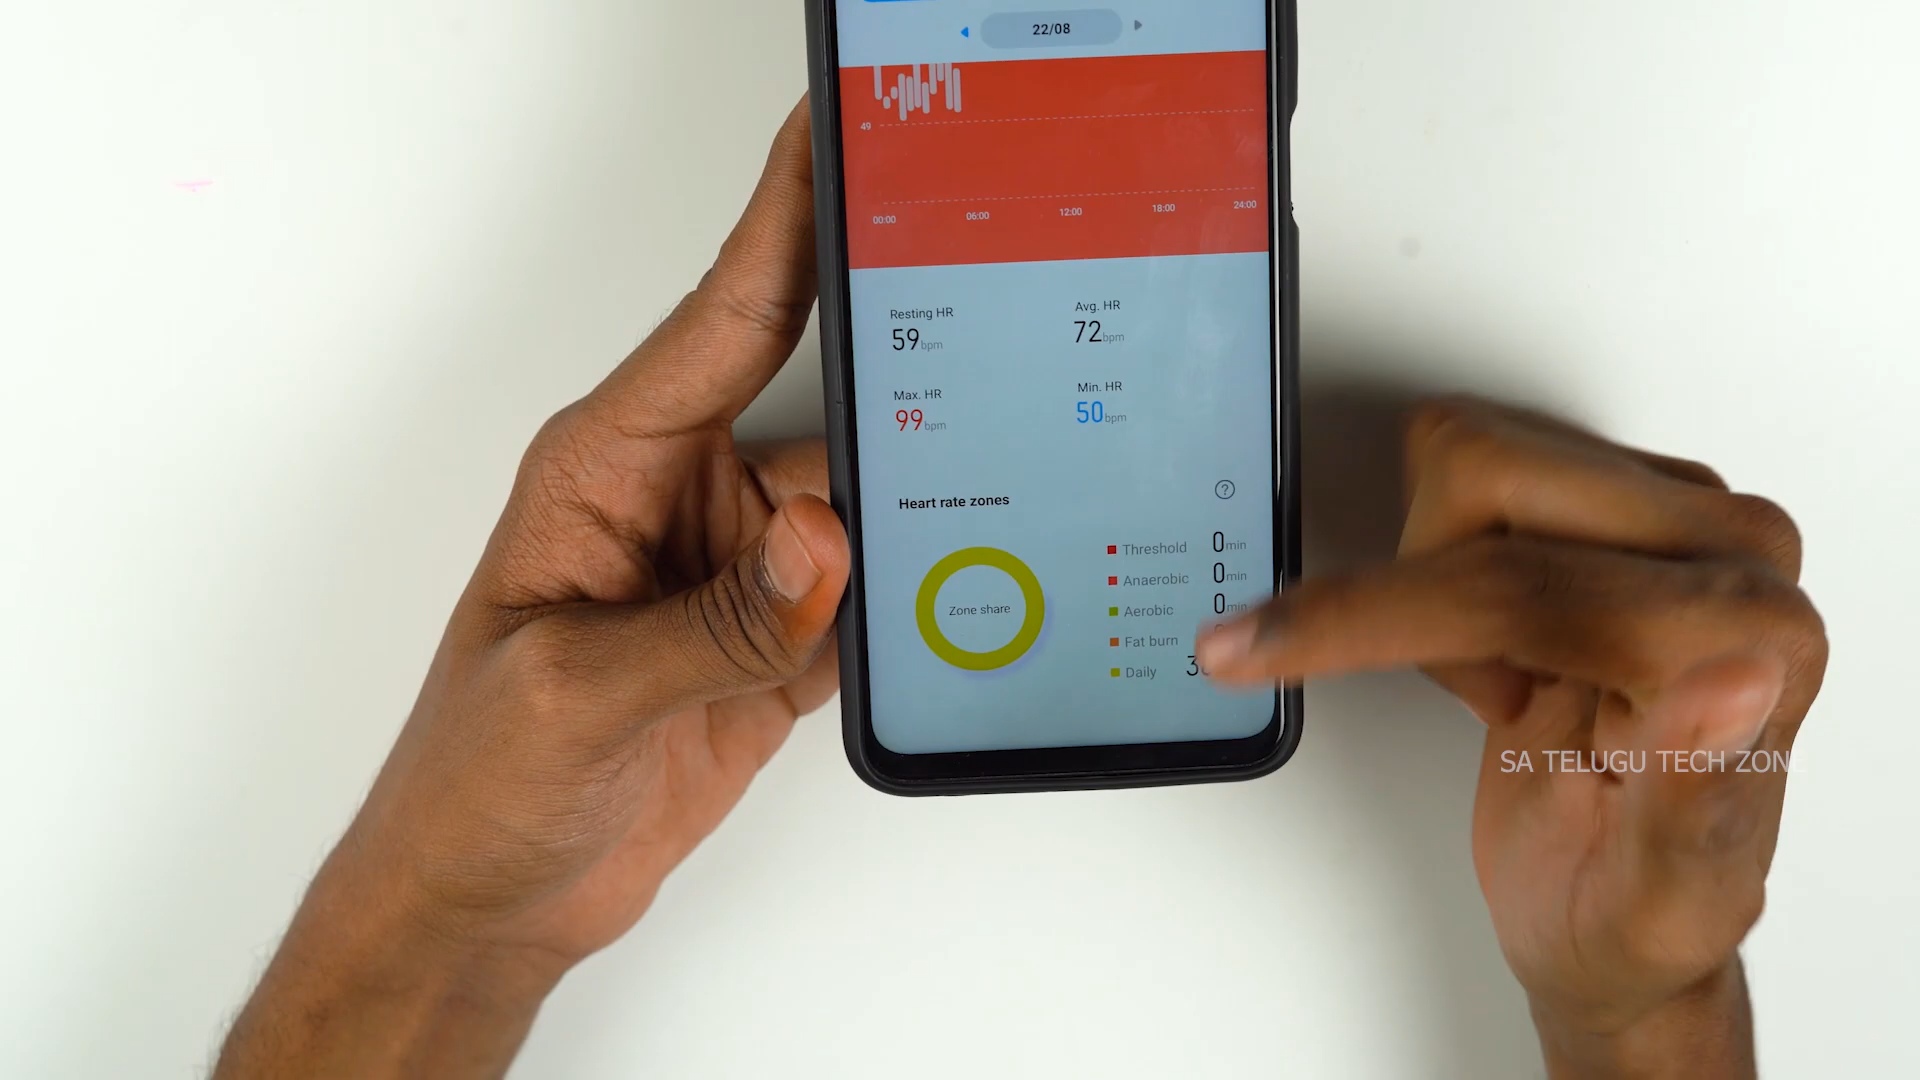 22/08
49
00:00 06:00 12:00 18:00 24:00
Resting HR Avg. HR
59 bpm 72 bpm
Max. HR Min. HR
99 bpm 50 bpm
Heart rate zones ?
Threshold 0 min
Anaerobic 0 min
Zone share Aerobic 0 min
Fat burn
Daily
SA TELUGU TECH ZONE